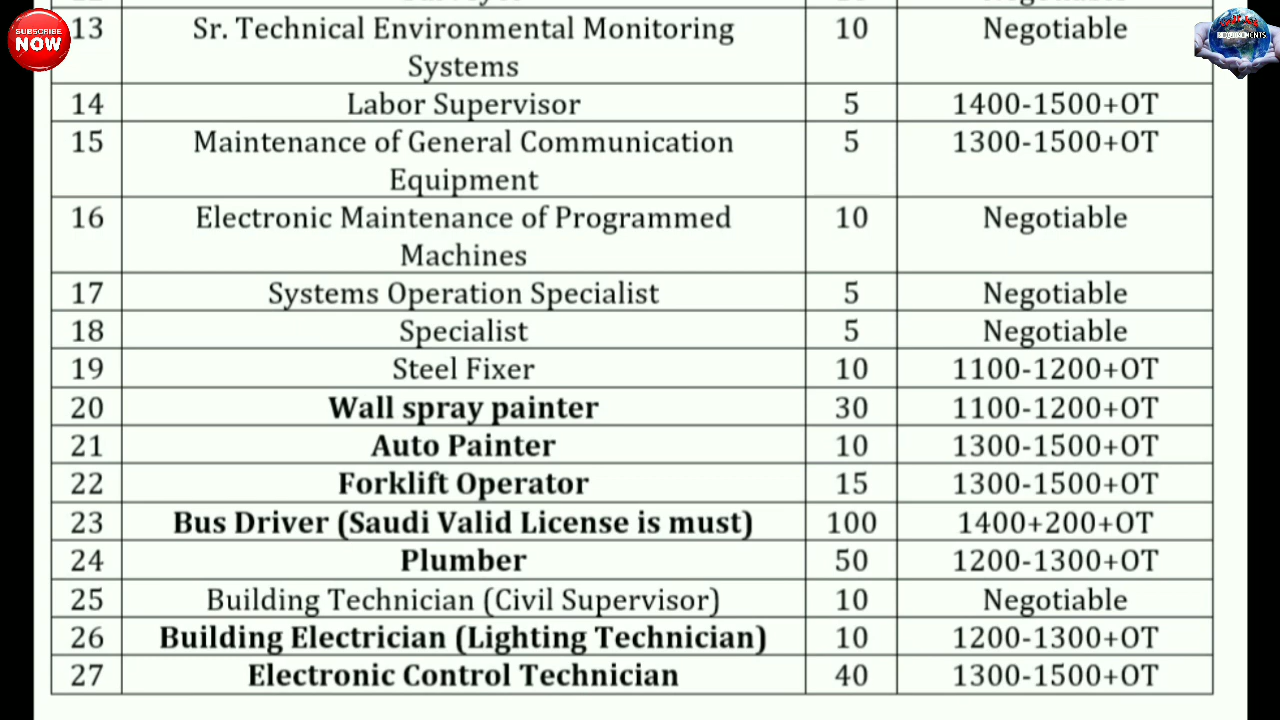 SUBSCRIBE
NOW
13 Sr. Technical Environmental Monitoring 10 Negotiable
Systems
14 Labor Supervisor 5 1400-1500+OT
15 Maintenance of General Communication 5 1300-1500+OT
Equipment
16 Electronic Maintenance of Programmed 10 Negotiable
Machines
17 Systems Operation Specialist 5 Negotiable
18 Specialist 5 Negotiable
19 Steel Fixer 10 1100-1200+OT
20 Wall spray painter 30 1100-1200+OT
21 Auto Painter 10 1300-1500+OT
22 Forklift Operator 15 1300-1500+OT
23 Bus Driver (Saudi Valid License is must) 100 1400+200+OT
24 Plumber 50 1200-1300+OT
25 Building Technician (Civil Supervisor) 10 Negotiable
26 Building Electrician (Lighting Technician) 10 1200-1300+OT
27 Electronic Control Technician 40 1300-1500+OT